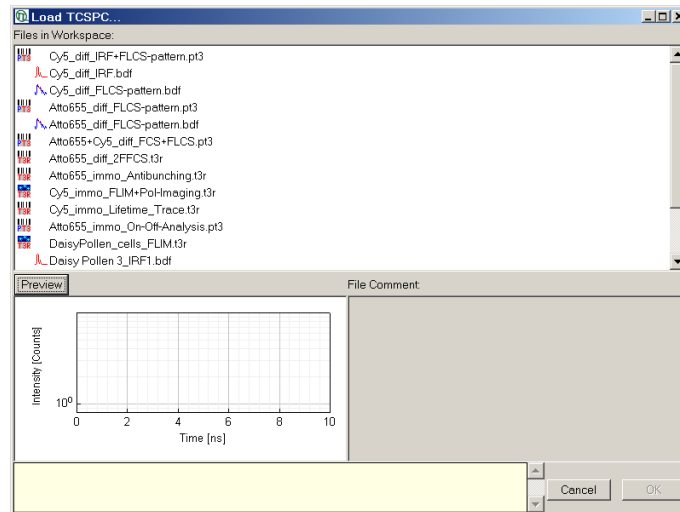 Load TCSPC...
Files in Workspace:
Cy5_diff_IRF+FLCS-pattern.pt3
Cy5_diff_IRF.bdf
Cy5_diff_FLCS-pattern.bdf
Atto655_diff_FLCS-pattern.pt3
Atto655_diff_FLCS-pattern.bdf
Atto655+Cy5_diff_FCS+FLCS.pt3
Atto655_diff_2FFCS.t3r
Atto655_immo_Antibunching.t3r
Cy5_immo_FLIM+Pol-Imaging.t3r
Cy5_immo_Lifetime_Trace.t3r
Atto655_immo_On-Off-Analysis.pt3
DaisyPollen_cells_FLIM.t3r
Daisy Pollen 3_IRF1.bdf
Preview
File Comment:
Intensity [Counts]
10⁰
0 2 4 6 8 10
Time [ns]
Cancel
OK